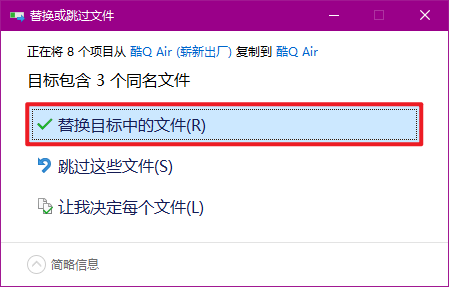 替换或跳过文件
正在将 8 个项目从 酷Q Air (崭新出厂) 复制到 酷Q Air
目标包含 3 个同名文件
替换目标中的文件(R)
跳过这些文件(S)
让我决定每个文件(L)
简略信息